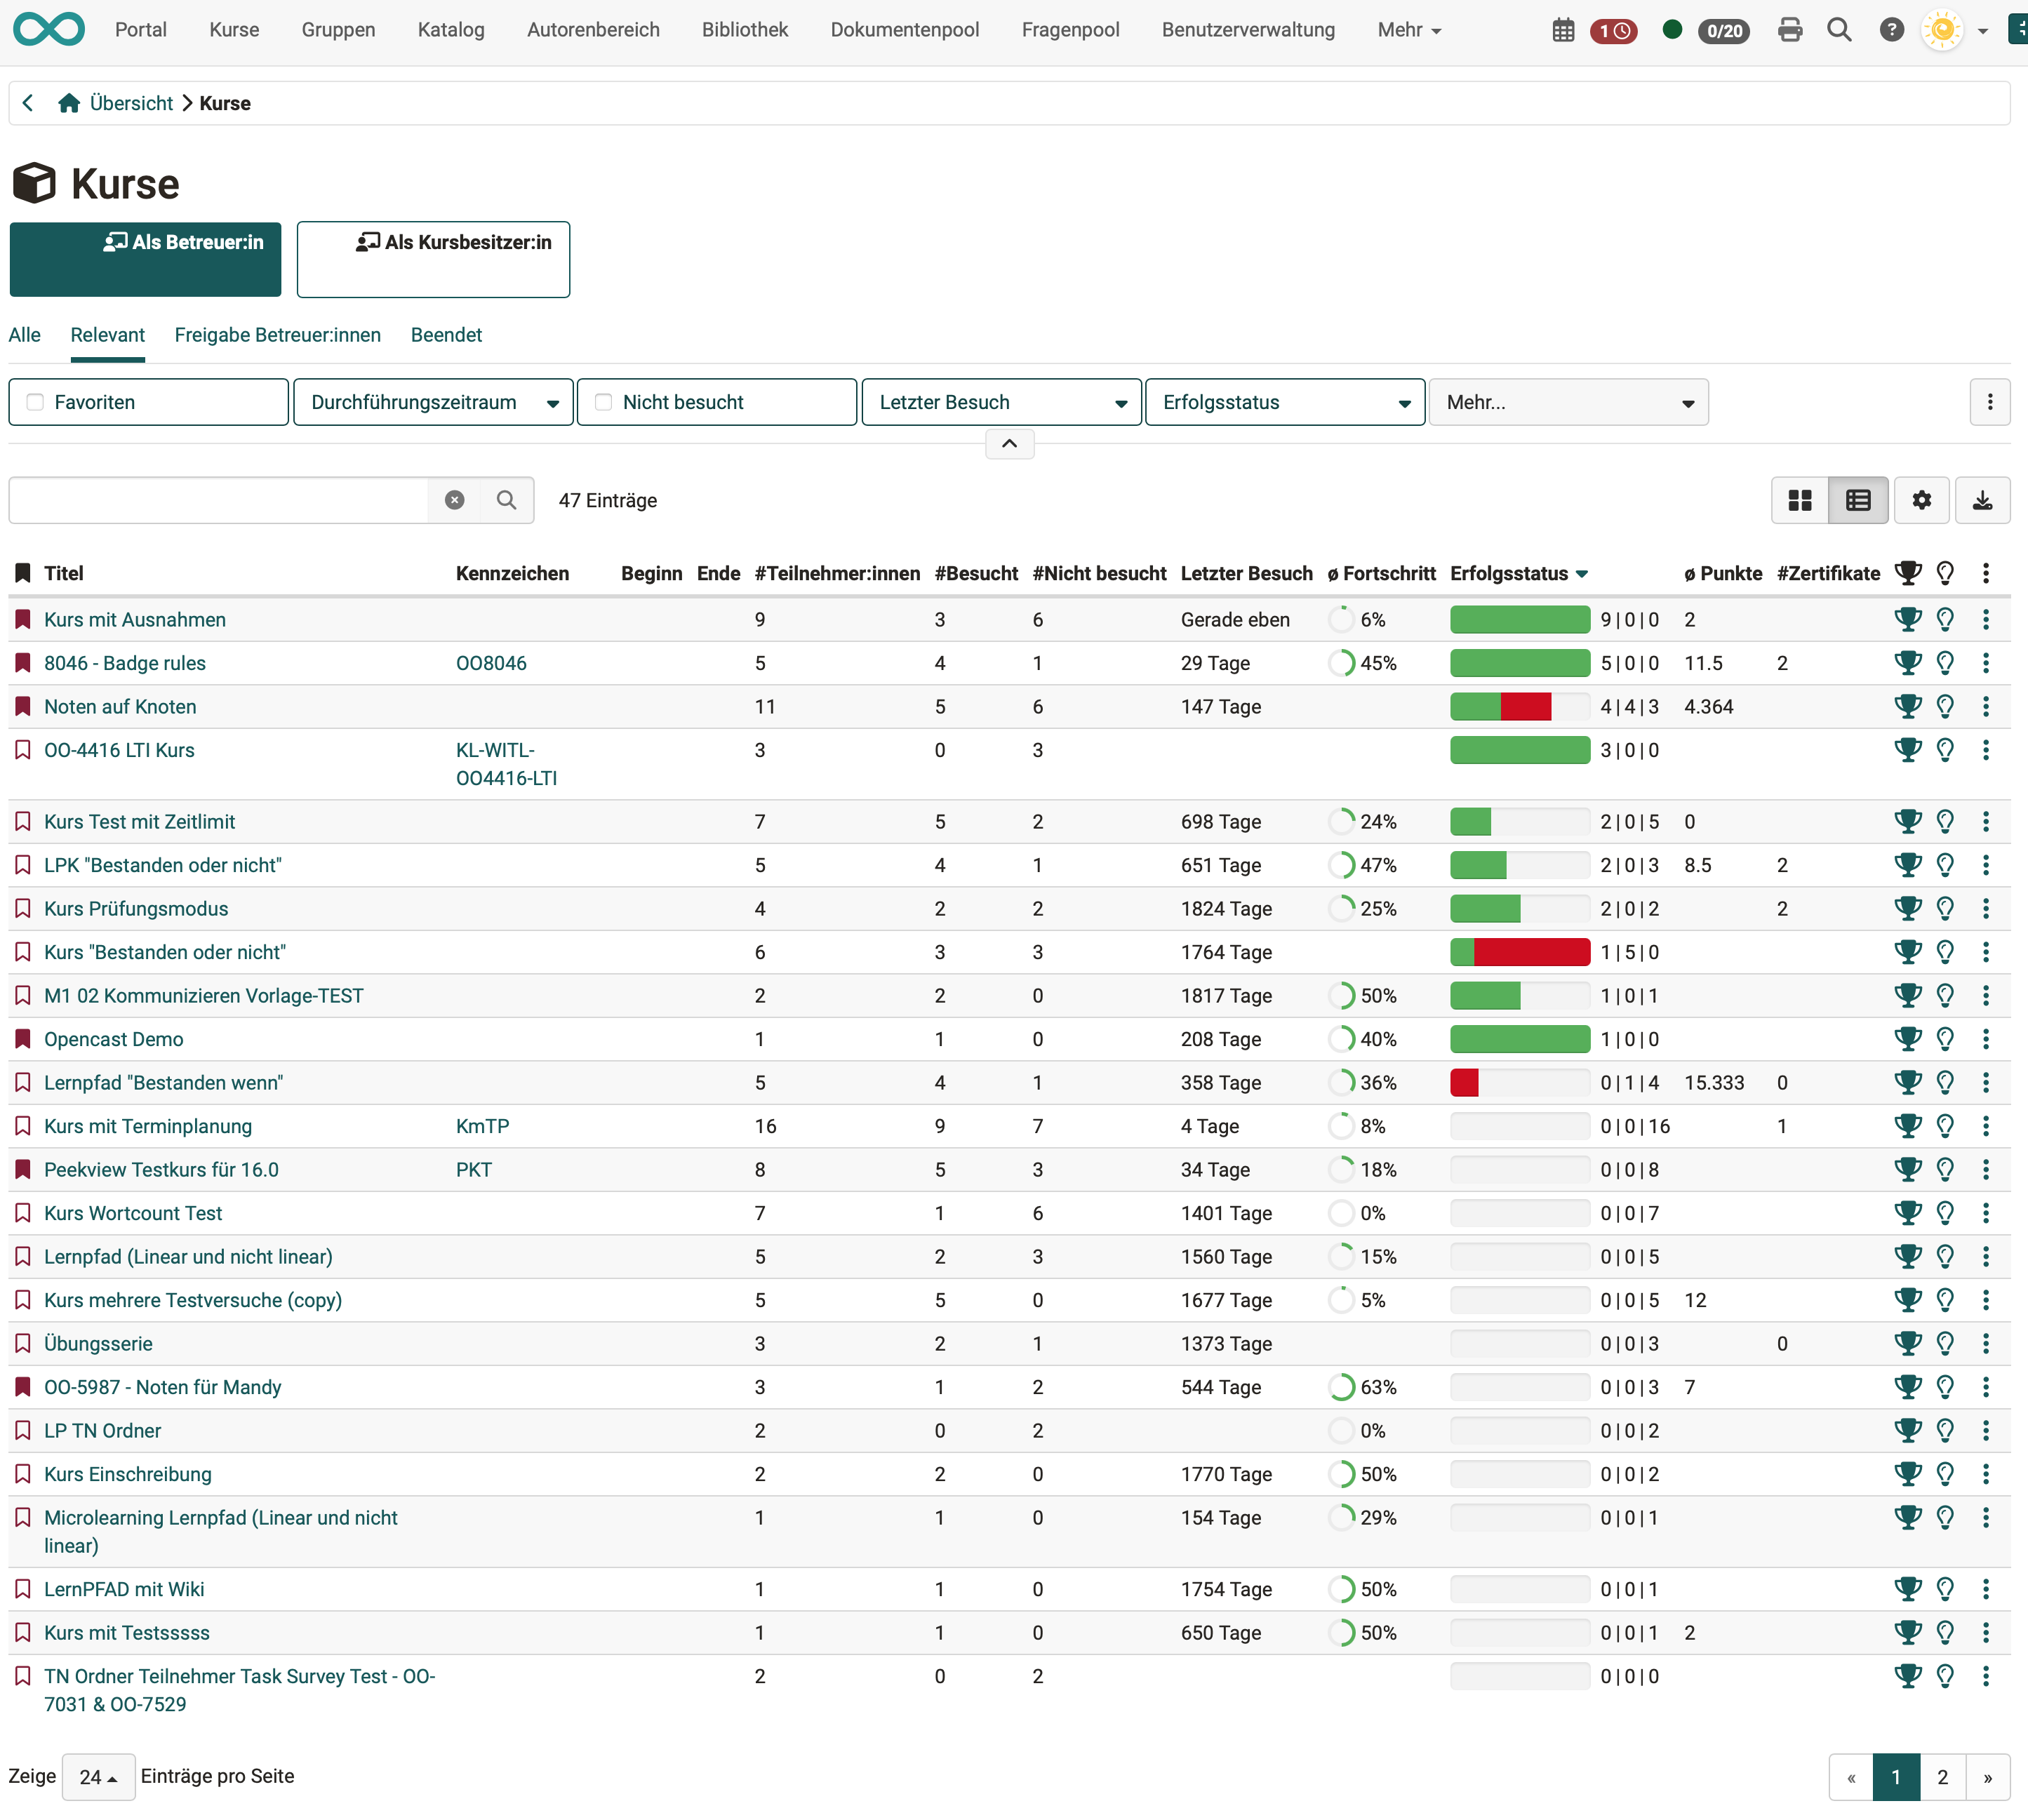 Portal Kurse Gruppen Katalog Autorenbereich Bibliothek Dokumentenpool Fragenpool Benutzerverwaltung Mehr 1 0/20
Übersicht Kurse
Kurse
Als Betreuer:in Als Kursbesitzer:in
Alle Relevant Freigabe Betreuer:innen Beendet
Favoriten Durchführungszeitraum Nicht besucht Letzter Besuch Erfolgsstatus Mehr...
47 Einträge
Titel Kennzeichen Beginn Ende #Teilnehmer:innen #Besucht #Nicht besucht Letzter Besuch ø Fortschritt Erfolgsstatus ø Punkte #Zertifikate
Kurs mit Ausnahmen 9 3 6 Gerade eben 6% 9|0|0 2
8046 - Badge rules OO8046 5 4 1 29 Tage 45% 5|0|0 11.5 2
Noten auf Knoten 11 5 6 147 Tage 4|4|3 4.364
OO-4416 LTI Kurs KL-WITL- 3 0 3 3|0|0
OO4416-LTI
Kurs Test mit Zeitlimit 7 5 2 698 Tage 24% 2|0|5 0
LPK "Bestanden oder nicht" 5 4 1 651 Tage 47% 2|0|3 8.5 2
Kurs Prüfungsmodus 4 2 2 1824 Tage 25% 2|0|2 2
Kurs "Bestanden oder nicht" 6 3 3 1764 Tage 1|5|0
M1 02 Kommunizieren Vorlage-TEST 2 2 0 1817 Tage 50% 1|0|1
Opencast Demo 1 1 0 208 Tage 40% 1|0|0
Lernpfad "Bestanden wenn" 5 4 1 358 Tage 36% 0|1|4 15.333 0
Kurs mit Terminplanung KmTP 16 9 7 4 Tage 8% 0|0|16 1
Peekview Testkurs für 16.0 PKT 8 5 3 34 Tage 18% 0|0|8
Kurs Wortcount Test 7 1 6 1401 Tage 0% 0|0|7
Lernpfad (Linear und nicht linear) 5 2 3 1560 Tage 15% 0|0|5
Kurs mehrere Testversuche (copy) 5 5 0 1677 Tage 5% 0|0|5 12
Übungsserie 3 2 1 1373 Tage 0|0|3 0
OO-5987 - Noten für Mandy 3 1 2 544 Tage 63% 0|0|3 7
LP TN Ordner 2 0 2 0% 0|0|2
Kurs Einschreibung 2 2 0 1770 Tage 50% 0|0|2
Microlearning Lernpfad (Linear und nicht 1 1 0 154 Tage 29% 0|0|1
linear)
LernPFAD mit Wiki 1 1 0 1754 Tage 50% 0|0|1
Kurs mit Testsssss 1 1 0 650 Tage 50% 0|0|1 2
TN Ordner Teilnehmer Task Survey Test - OO- 2 0 2 0|0|0
7031 & OO-7529
Zeige 24 Einträge pro Seite « 1 2 »